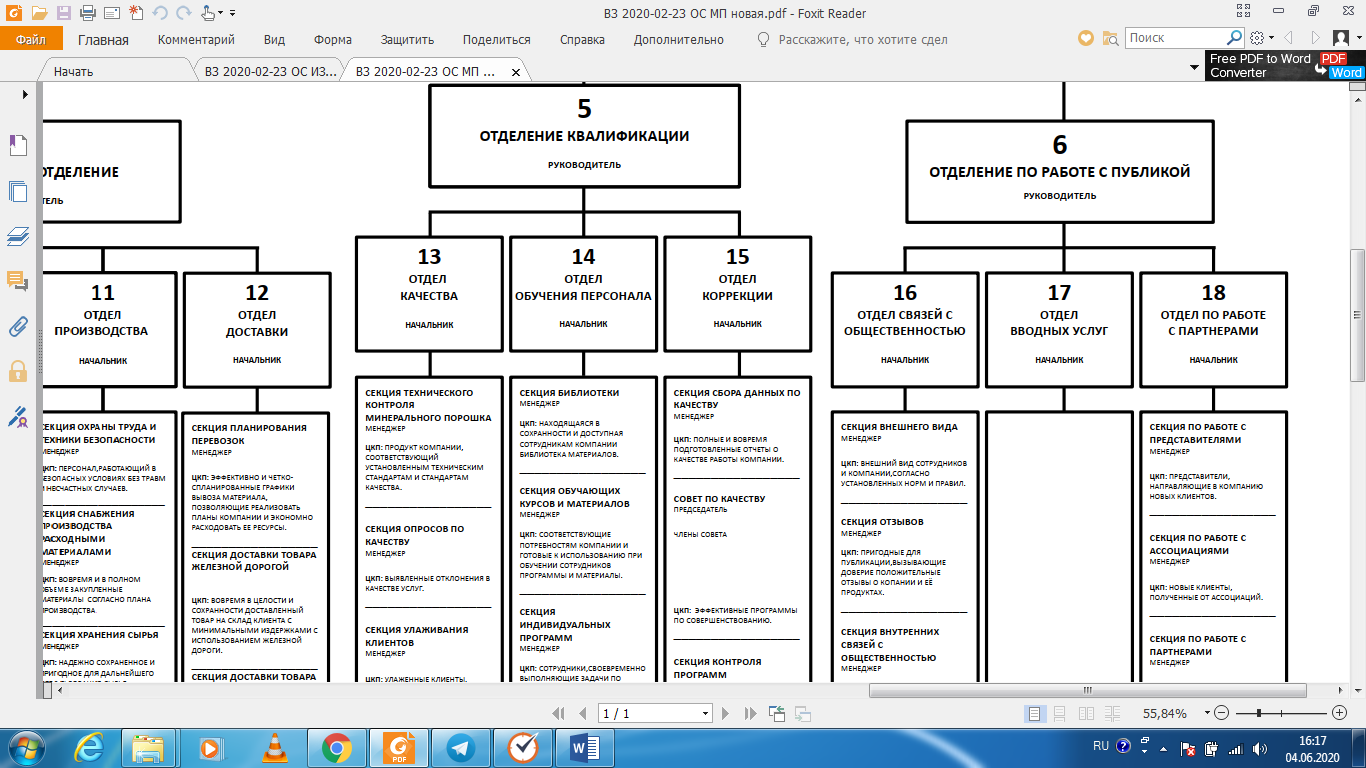 ВЗ 2020-02-23 ОС МП новая.pdf - Foxit Reader
Файл
Главная
Комментарий
Вид
Форма
Защитить
Поделиться
Справка
Дополнительно
Расскажите, что хотите сдел
Поиск
Начать
ВЗ 2020-02-23 ОС ИЗ...
ВЗ 2020-02-23 ОС МП ...
Free PDF to Word
Converter
PDF
Word
ОТДЕЛЕНИЕ
ТЕЛЬ
11
ОТДЕЛ
ПРОИЗВОДСТВА
НАЧАЛЬНИК
СЕКЦИЯ ОХРАНЫ ТРУДА И
ТЕХНИКИ БЕЗОПАСНОСТИ
МЕНЕДЖЕР
ЦКП: ПЕРСОНАЛ,РАБОТАЮЩИЙ В
БЕЗОПАСНЫХ УСЛОВИЯХ БЕЗ ТРАВМ
И НЕСЧАСТНЫХ СЛУЧАЕВ.
СЕКЦИЯ СНАБЖЕНИЯ
ПРОИЗВОДСТВА
РАСХОДНЫМИ
МАТЕРИАЛАМИ
МЕНЕДЖЕР
ЦКП: ВОВРЕМЯ И В ПОЛНОМ
ОБЪЕМЕ ЗАКУПЛЕННЫЕ
МАТЕРИАЛЫ СОГЛАСНО ПЛАНА
ПРОИЗВОДСТВА
СЕКЦИЯ ХРАНЕНИЯ СЫРЬЯ
МЕНЕДЖЕР
ЦКП: НАДЕЖНО СОХРАНЕННОЕ И
ПРИГОДНОЕ ДЛЯ ДАЛЬНЕЙШЕГО
12
ОТДЕЛ
ДОСТАВКИ
НАЧАЛЬНИК
СЕКЦИЯ ПЛАНИРОВАНИЯ
ПЕРЕВОЗОК
МЕНЕДЖЕР
ЦКП: ЭФФЕКТИВНО И ЧЕТКО-
СПЛАНИРОВАННЫЕ ГРАФИКИ
ВЫВОЗА МАТЕРИАЛА,
ПОЗВОЛЯЮЩИЕ РЕАЛИЗОВАТЬ
ПЛАНЫ КОМПАНИИ И ЭКОНОМНО
РАСХОДОВАТЬ ЕЕ РЕСУРСЫ.
СЕКЦИЯ ДОСТАВКИ ТОВАРА
ЖЕЛЕЗНОЙ ДОРОГОЙ
ЦКП: ВОВРЕМЯ В ЦЕЛОСТИ И
СОХРАННОСТИ ДОСТАВЛЕННЫЙ
ТОВАР НА СКЛАД КЛИЕНТА С
МИНИМАЛЬНЫМИ ИЗДЕРЖКАМИ С
ИСПОЛЬЗОВАНИЕМ ЖЕЛЕЗНОЙ
ДОРОГИ.
СЕКЦИЯ ДОСТАВКИ ТОВАРА
5
ОТДЕЛЕНИЕ КВАЛИФИКАЦИИ
РУКОВОДИТЕЛЬ
13
ОТДЕЛ
КАЧЕСТВА
НАЧАЛЬНИК
СЕКЦИЯ ТЕХНИЧЕСКОГО
КОНТРОЛЯ
МИНЕРАЛЬНОГО ПОРОШКА
МЕНЕДЖЕР
ЦКП: ПРОДУКТ КОМПАНИИ,
СООТВЕТСТВУЮЩИЙ
УСТАНОВЛЕННЫМ ТЕХНИЧЕСКИМ
СТАНДАРТАМ И СТАНДАРТАМ
КАЧЕСТВА.
СЕКЦИЯ ОПРОСОВ ПО
КАЧЕСТВУ
МЕНЕДЖЕР
ЦКП: ВЫЯВЛЕННЫЕ ОТКЛОНЕНИЯ В
КАЧЕСТВЕ УСЛУГ.
СЕКЦИЯ УЛАЖИВАНИЯ
КЛИЕНТОВ
МЕНЕДЖЕР
ЦКП: УЛАЖЕННЫЕ КЛИЕНТЫ,
14
ОТДЕЛ
ОБУЧЕНИЯ ПЕРСОНАЛА
НАЧАЛЬНИК
СЕКЦИЯ БИБЛИОТЕКИ
МЕНЕДЖЕР
ЦКП: НАХОДЯЩАЯСЯ В
СОХРАННОСТИ И ДОСТУПНАЯ
СОТРУДНИКАМ КОМПАНИИ
БИБЛИОТЕКА МАТЕРИАЛОВ.
СЕКЦИЯ ОБУЧАЮЩИХ
КУРСОВ И МАТЕРИАЛОВ
МЕНЕДЖЕР
ЦКП: СООТВЕТСТВУЮЩИЕ
ПОТРЕБНОСТЯМ КОМПАНИИ И
ГОТОВЫЕ К ИСПОЛЬЗОВАНИЮ ПРИ
ОБУЧЕНИИ СОТРУДНИКОВ
ПРОГРАММЫ И МАТЕРИАЛЫ.
СЕКЦИЯ
ИНДИВИДУАЛЬНЫХ
ПРОГРАММ
МЕНЕДЖЕР
ЦКП: СОТРУДНИКИ,СВОЕВРЕМЕННО
ВЫПОЛНЯЮЩИЕ ЗАДАЧИ ПО
15
ОТДЕЛ
КОРРЕКЦИИ
НАЧАЛЬНИК
СЕКЦИЯ СБОРА ДАННЫХ ПО
КАЧЕСТВУ
МЕНЕДЖЕР
ЦКП: ПОЛНЫЕ И ВОВРЕМЯ
ПОДГОТОВЛЕННЫЕ ОТЧЕТЫ О
КАЧЕСТВЕ РАБОТЫ КОМПАНИИ.
СОВЕТ ПО КАЧЕСТВУ
ПРЕДСЕДАТЕЛЬ
ЧЛЕНЫ СОВЕТА
ЦКП: ЭФФЕКТИВНЫЕ ПРОГРАММЫ
ПО СОВЕРШЕНСТВОВАНИЮ.
СЕКЦИЯ КОНТРОЛЯ
ПРОГРАММ
6
ОТДЕЛЕНИЕ ПО РАБОТЕ С ПУБЛИКОЙ
РУКОВОДИТЕЛЬ
16
ОТДЕЛ СВЯЗЕЙ С
ОБЩЕСТВЕННОСТЬЮ
НАЧАЛЬНИК
СЕКЦИЯ ВНЕШНЕГО ВИДА
МЕНЕДЖЕР
ЦКП: ВНЕШНИЙ ВИД СОТРУДНИКОВ
И КОМПАНИИ,СОГЛАСНО
УСТАНОВЛЕННЫХ НОРМ И ПРАВИЛ.
СЕКЦИЯ ОТЗЫВОВ
МЕНЕДЖЕР
ЦКП: ПРИГОДНЫЕ ДЛЯ
ПУБЛИКАЦИИ,ВЫЗЫВАЮЩИЕ
ДОВЕРИЕ ПОЛОЖИТЕЛЬНЫЕ
ОТЗЫВЫ О КОПАНИИ И ЕЁ
ПРОДУКТАХ.
СЕКЦИЯ ВНУТРЕННИХ
СВЯЗЕЙ С
ОБЩЕСТВЕННОСТЬЮ
МЕНЕДЖЕР
17
ОТДЕЛ
ВВОДНЫХ УСЛУГ
НАЧАЛЬНИК
18
ОТДЕЛ ПО РАБОТЕ
С ПАРТНЕРАМИ
НАЧАЛЬНИК
СЕКЦИЯ ПО РАБОТЕ С
ПРЕДСТАВИТЕЛЯМИ
МЕНЕДЖЕР
ЦКП: ПРЕДСТАВИТЕЛИ,
НАПРАВЛЯЮЩИЕ В КОМПАНИЮ
НОВЫХ КЛИЕНТОВ.
СЕКЦИЯ ПО РАБОТЕ С
АССОЦИАЦИЯМИ
МЕНЕДЖЕР
ЦКП: НОВЫЕ КЛИЕНТЫ,
ПОЛУЧЕННЫЕ ОТ АССОЦИАЦИЙ.
СЕКЦИЯ ПО РАБОТЕ С
ПАРТНЕРАМИ
МЕНЕДЖЕР
1 / 1
55,84%
RU
16:17
04.06.2020